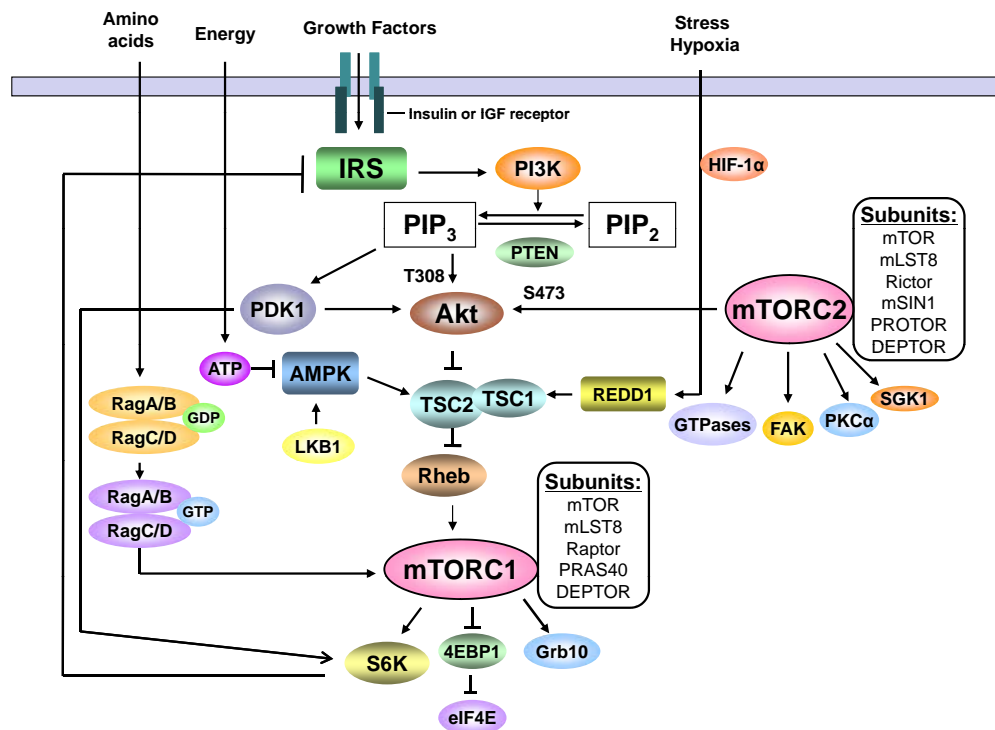 Amino
acids
Energy
Growth Factors
Stress
Hypoxia
Insulin or IGF receptor
IRS
PI3K
HIF-1α
PIP3
PIP2
PTEN
T308
S473
PDK1
Akt
mTORC2
Subunits:
mTOR
mLST8
Rictor
mSIN1
PROTOR
DEPTOR
ATP
AMPK
TSC2
TSC1
REDD1
GTPases
FAK
PKCα
SGK1
RagA/B
GDP
RagC/D
LKB1
Rheb
RagA/B
GTP
RagC/D
mTORC1
Subunits:
mTOR
mLST8
Raptor
PRAS40
DEPTOR
S6K
4EBP1
Grb10
eIF4E